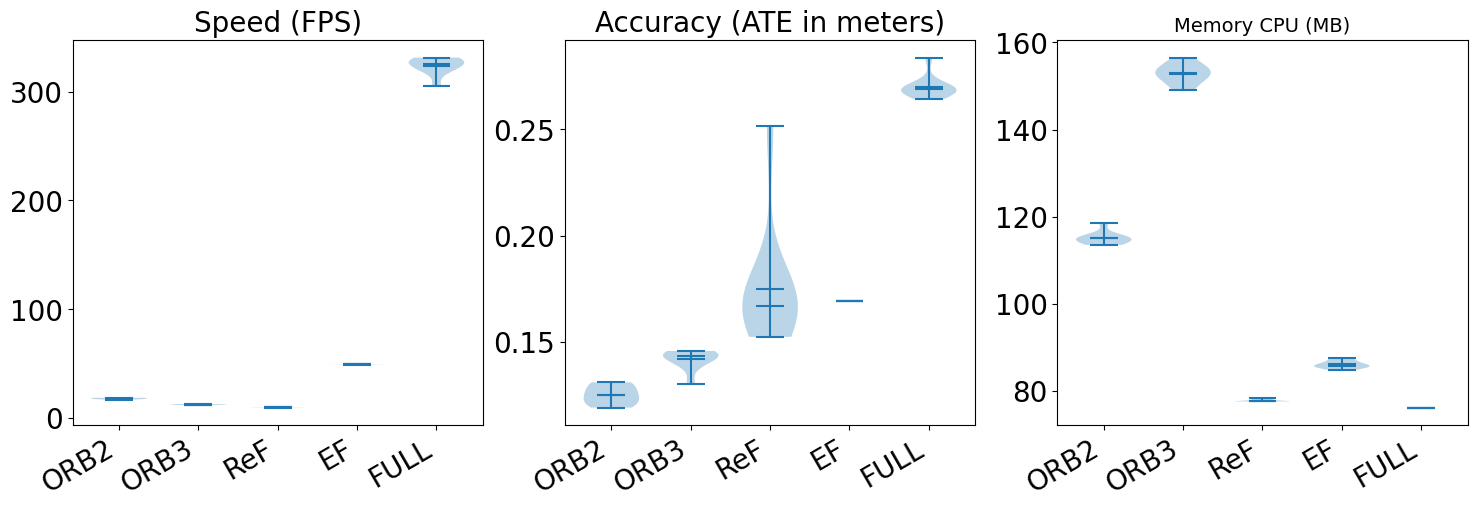 Speed (FPS)
300
200
100
0
ORB2
ORB3
ReF
EF
FULL
Accuracy (ATE in meters)
0.25
0.20
0.15
ORB2
ORB3
ReF
EF
FULL
Memory CPU (MB)
160
140
120
100
80
ORB2
ORB3
ReF
EF
FULL